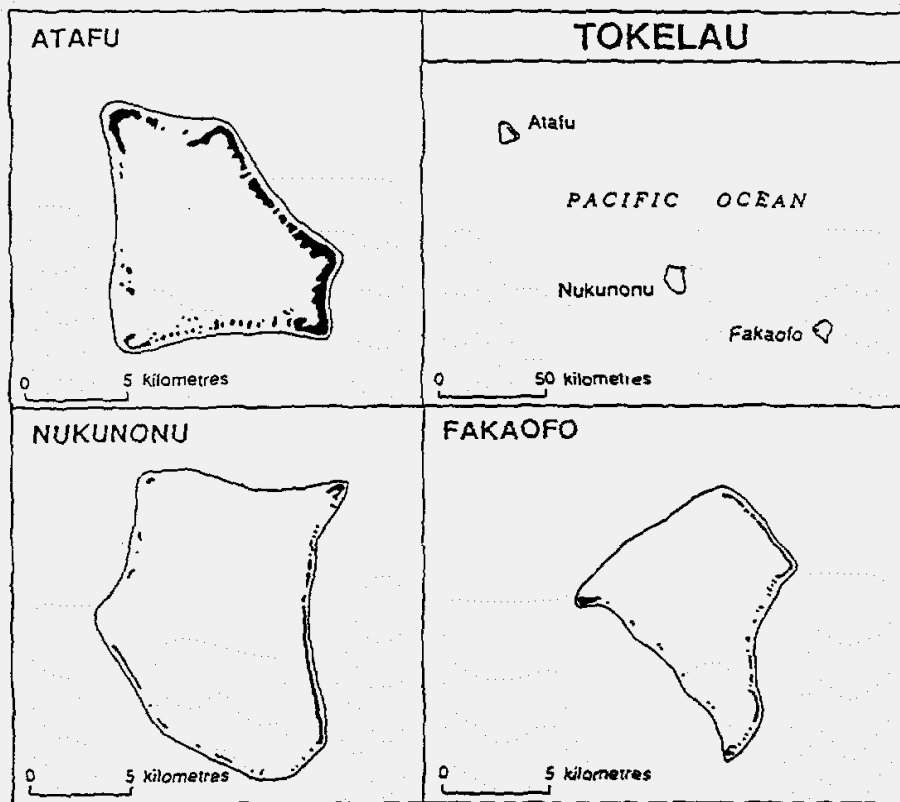 ATAFU
0 5 kilometres
TOKELAU
Atafu
PACIFIC OCEAN
Nukunonu
Fakaofo
0 50 kilometres
NUKUNONU
0 5 kilometres
FAKAOFO
0 5 kilometres